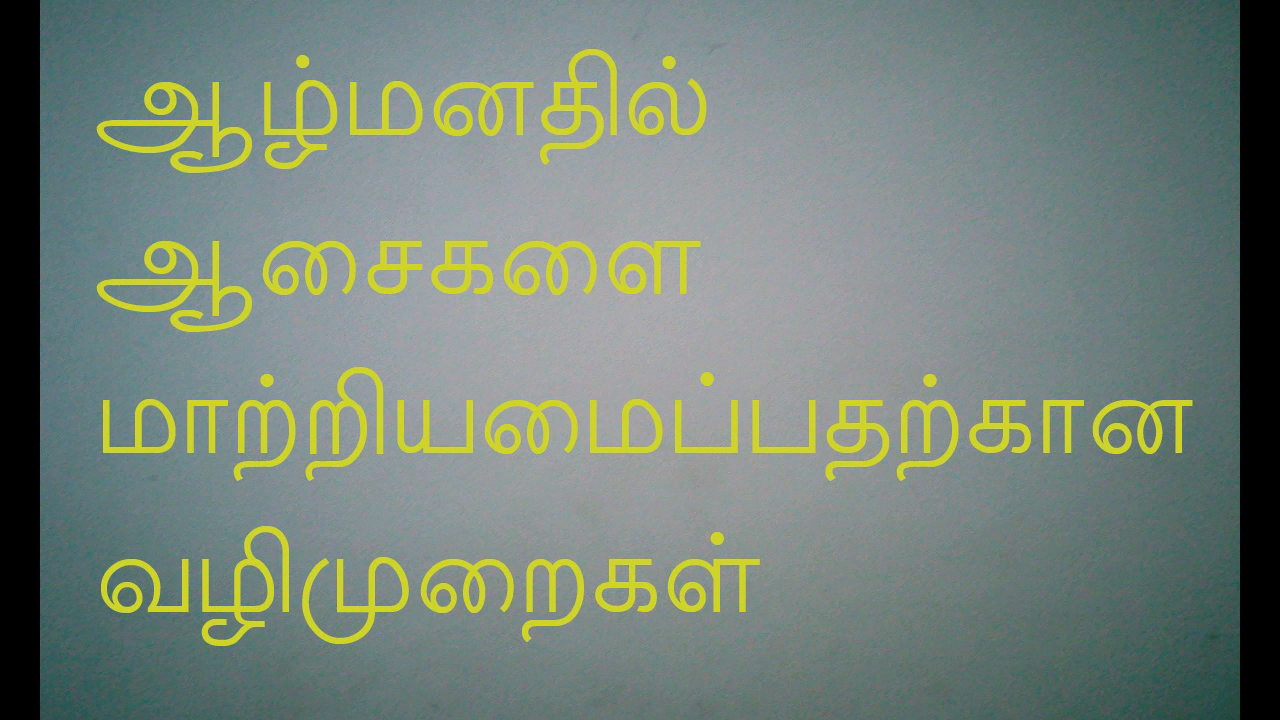 ஆழ்மனதில்
ஆசைகளை
மாற்றியமைப்பதற்கான
வழிமுறைகள்